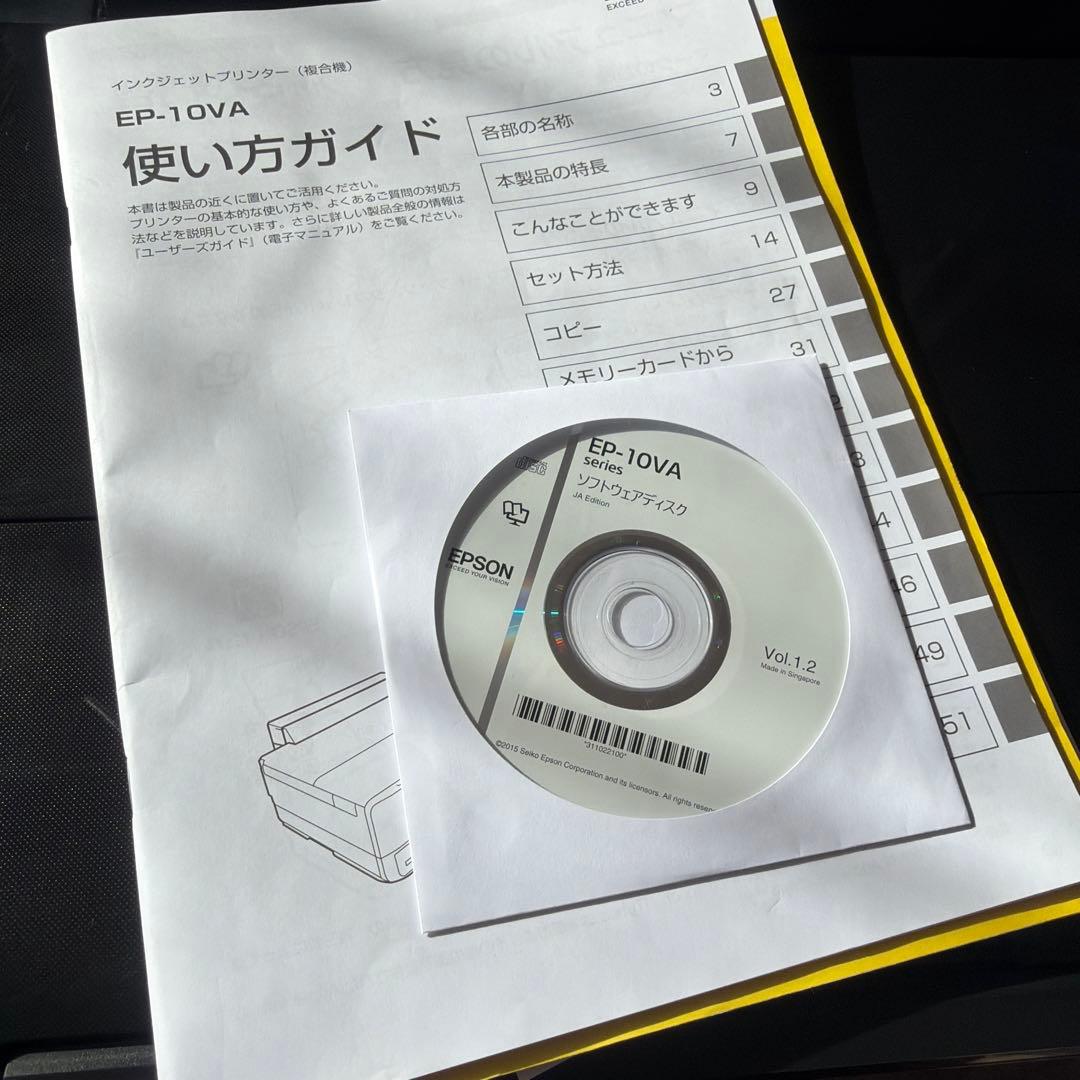 EXCEED
インクジェットプリンター（複合機）
EP-10VA
使い方ガイド
本書は製品の近くに置いてご活用ください。
プリンターの基本的な使い方や、よくあるご質問の対処方
法などを説明しています。さらに詳しい製品全般の情報は
『ユーザーズガイド』（電子マニュアル）をご覧ください。
各部の名称 3
本製品の特長 7
こんなことができます 9
セット方法 14
コピー 27
メモリーカードから 31
46
49
51
EP-10VA
series
ソフトウェアディスク
JA Edition
EPSON
EXCEED YOUR VISION
Vol.1.2
Made in Singapore
*311022100*
©2015 Seiko Epson Corporation and its licensors. All rights reser